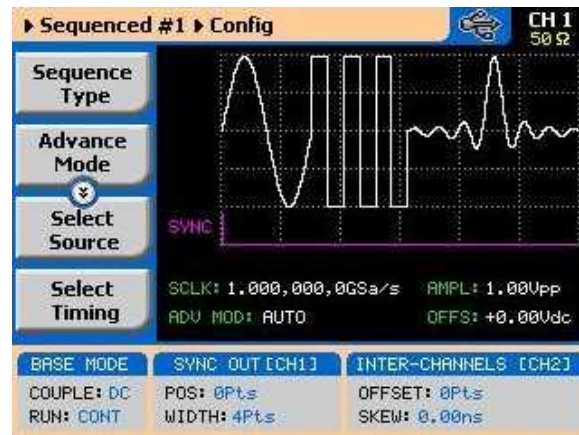 Sequenced #1 Config
CH 1
50 Ω
Sequence
Type
Advance
Mode
Select
Source
Select
Timing
SYNC
SCLK: 1.000,000,0GSa/s AMPL: 1.00Vpp
ADV MOD: AUTO OFFS: +0.00Vdc
BASE MODE
COUPLE: DC
RUN: CONT
SYNC OUT [CH1]
POS: 0Pts
WIDTH: 4Pts
INTER-CHANNELS [CH2]
OFFSET: 0Pts
SKEW: 0.00ns